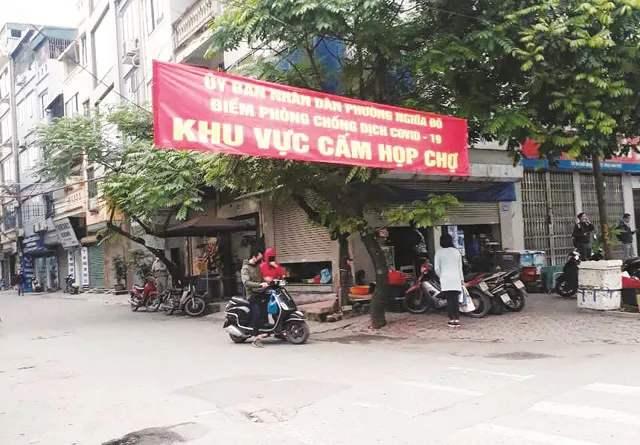 ỦY BAN NHÂN DÂN PHƯỜNG NGHĨA ĐÔ
ĐIỂM PHÒNG CHỐNG DỊCH COVID - 19
KHU VỰC CẤM HỌP CHỢ